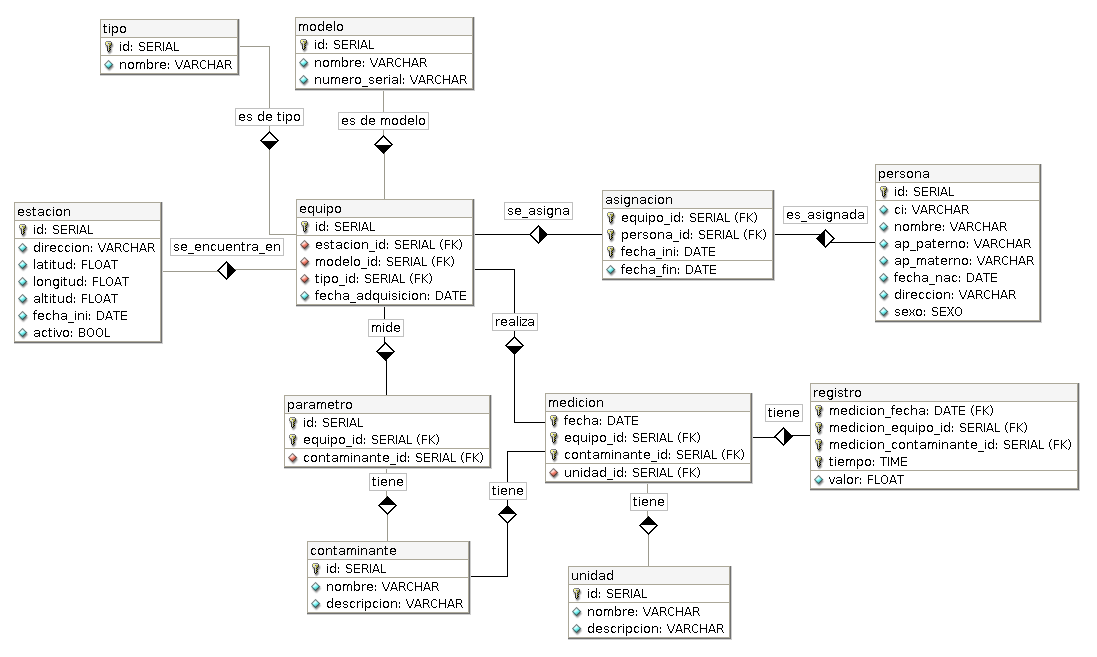 tipo
id: SERIAL
nombre: VARCHAR
modelo
id: SERIAL
nombre: VARCHAR
numero_serial: VARCHAR
es de tipo
es de modelo
estacion
id: SERIAL
direccion: VARCHAR
latitud: FLOAT
longitud: FLOAT
altitud: FLOAT
fecha_ini: DATE
activo: BOOL
se_encuentra_en
equipo
id: SERIAL
estacion_id: SERIAL (FK)
modelo_id: SERIAL (FK)
tipo_id: SERIAL (FK)
fecha_adquisicion: DATE
se_asigna
asignacion
equipo_id: SERIAL (FK)
persona_id: SERIAL (FK)
fecha_ini: DATE
fecha_fin: DATE
es_asignada
persona
id: SERIAL
ci: VARCHAR
nombre: VARCHAR
ap_paterno: VARCHAR
ap_materno: VARCHAR
fecha_nac: DATE
direccion: VARCHAR
sexo: SEXO
mide
realiza
parametro
id: SERIAL
equipo_id: SERIAL (FK)
contaminante_id: SERIAL (FK)
medicion
fecha: DATE
equipo_id: SERIAL (FK)
contaminante_id: SERIAL (FK)
unidad_id: SERIAL (FK)
tiene
registro
medicion_fecha: DATE (FK)
medicion_equipo_id: SERIAL (FK)
medicion_contaminante_id: SERIAL (FK)
tiempo: TIME
valor: FLOAT
tiene
tiene
tiene
contaminante
id: SERIAL
nombre: VARCHAR
descripcion: VARCHAR
unidad
id: SERIAL
nombre: VARCHAR
descripcion: VARCHAR